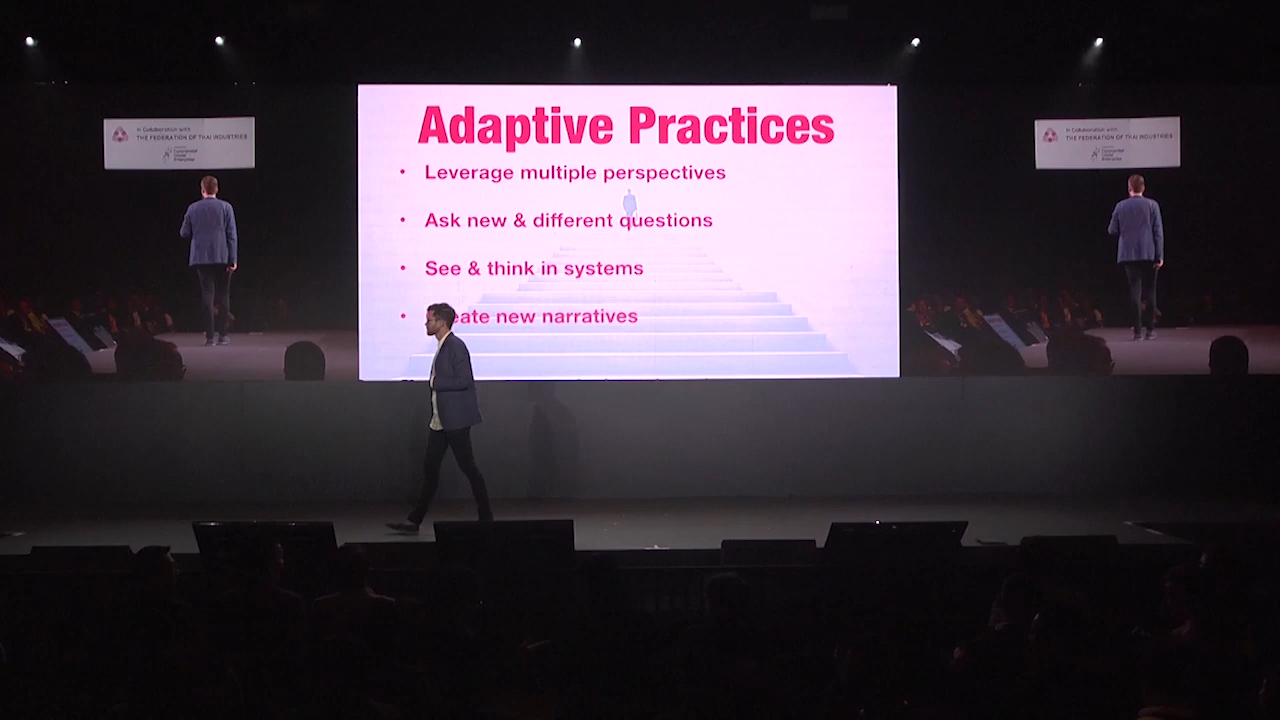 Adaptive Practices
• Leverage multiple perspectives
• Ask new & different questions
• See & think in systems
• eate new narratives
In Collaboration with
THE FEDERATION OF THAI INDUSTRIES
In Collaboration with
THE FEDERATION OF THAI INDUSTRIES